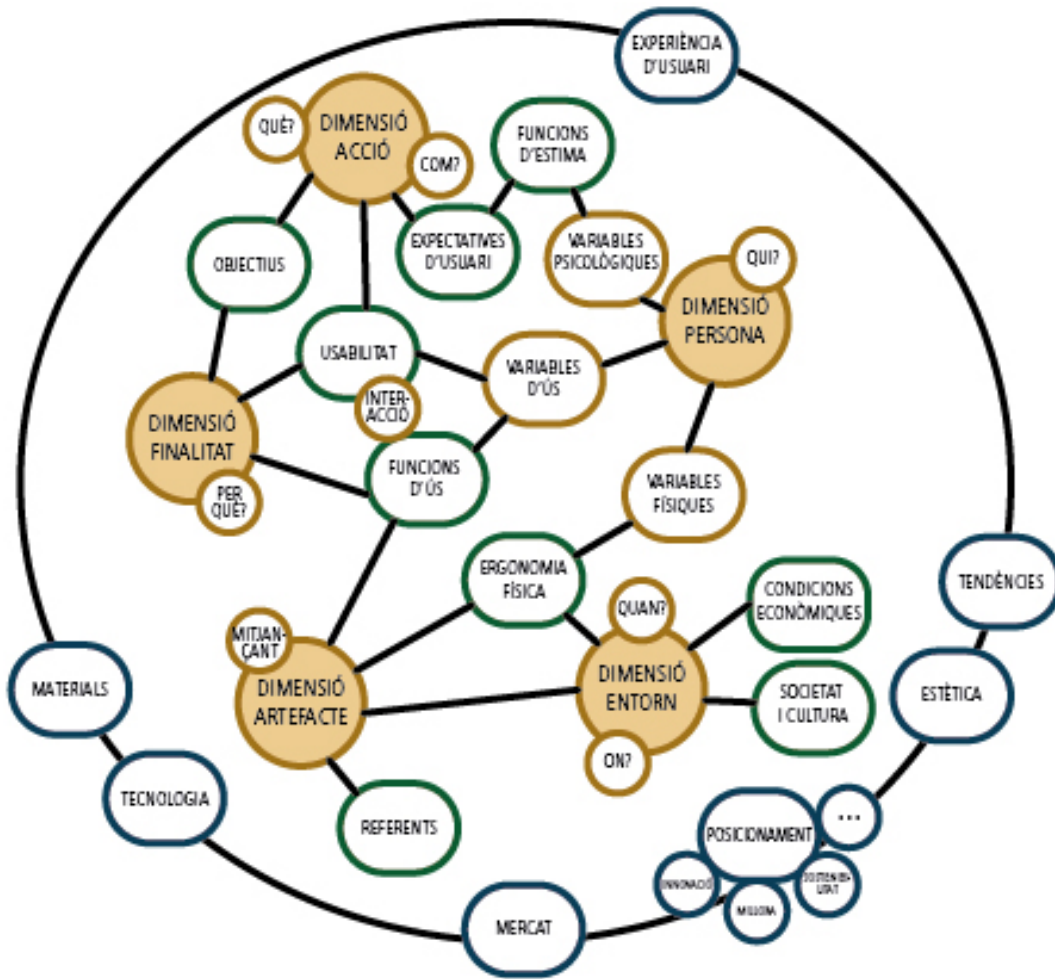 EXPERIÈNCIA
D'USUARI
QUÈ?
DIMENSIÓ
ACCIÓ
COM?
FUNCIONS
D'ESTIMA
OBJECTIUS
EXPECTATIVES
D'USUARI
VARIABLES
PSICOLÒGIQUES
QUI?
DIMENSIÓ
PERSONA
USABILITAT
INTER-
ACCIÓ
VARIABLES
D'ÚS
DIMENSIÓ
FINALITAT
PER
QUÈ?
FUNCIONS
D'ÚS
VARIABLES
FÍSIQUES
ERGONOMIA
FÍSICA
QUAN?
CONDICIONS
ECONÒMIQUES
TENDÈNCIES
MITJAN-
ÇANT
DIMENSIÓ
ARTEFACTE
DIMENSIÓ
ENTORN
ON?
SOCIETAT
I CULTURA
MATERIALS
ESTÈTICA
TECNOLOGIA
REFERENTS
POSICIONAMENT
...
INNOVACIÓ
MILLORA
SOSTENIBI-
LITAT
MERCAT